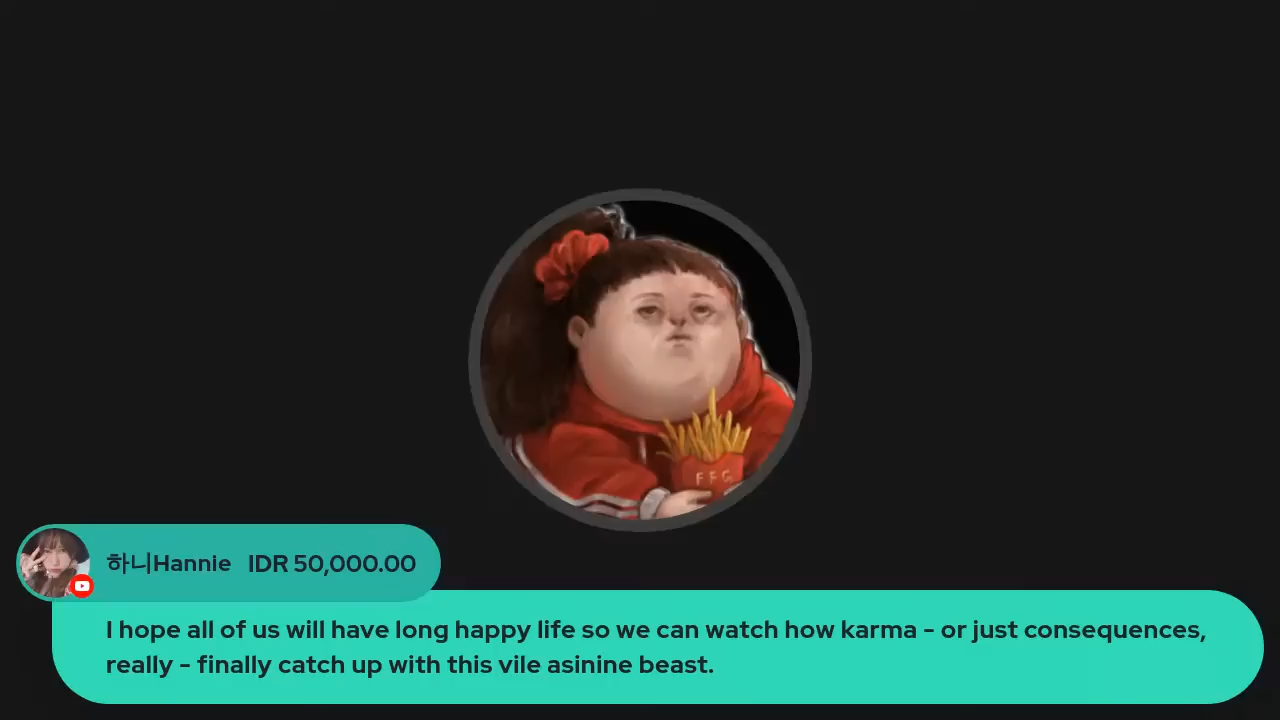 FFG
하니Hannie IDR 50,000.00
I hope all of us will have long happy life so we can watch how karma - or just consequences,
really - finally catch up with this vile asinine beast.